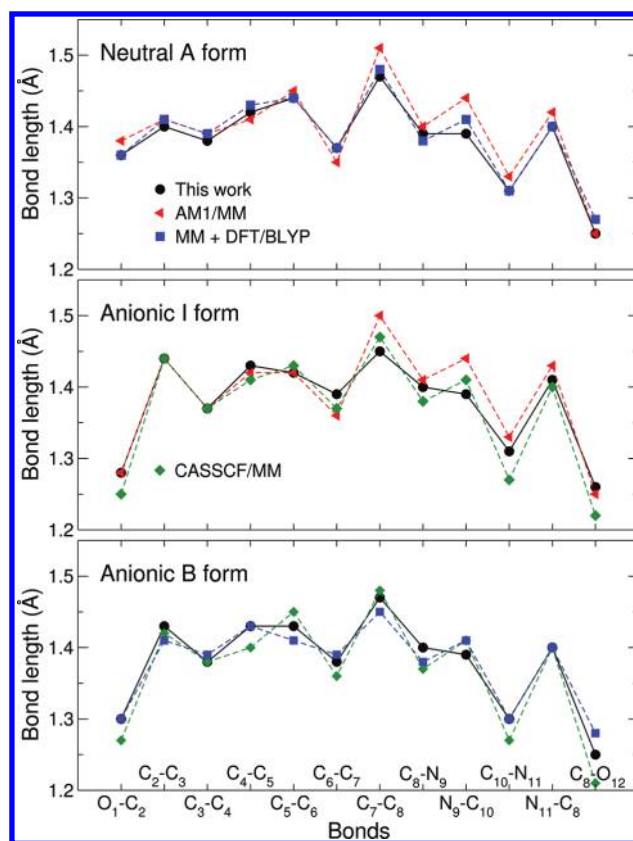 Neutral A form
1.5
1.4
1.3
1.2
Bond length (Å)
This work
AM1/MM
MM + DFT/BLYP
Anionic I form
1.5
1.4
1.3
1.2
Bond length (Å)
CASSCF/MM
Anionic B form
1.5
1.4
1.3
1.2
Bond length (Å)
C₂-C₃ C₄-C₅ C₆-C₇ C₈-N₉ C₁₀-N₁₁ C₈-O₁₂
O₁-C₂ C₃-C₄ C₅-C₆ C₇-C₈ N₉-C₁₀ N₁₁-C₈
Bonds